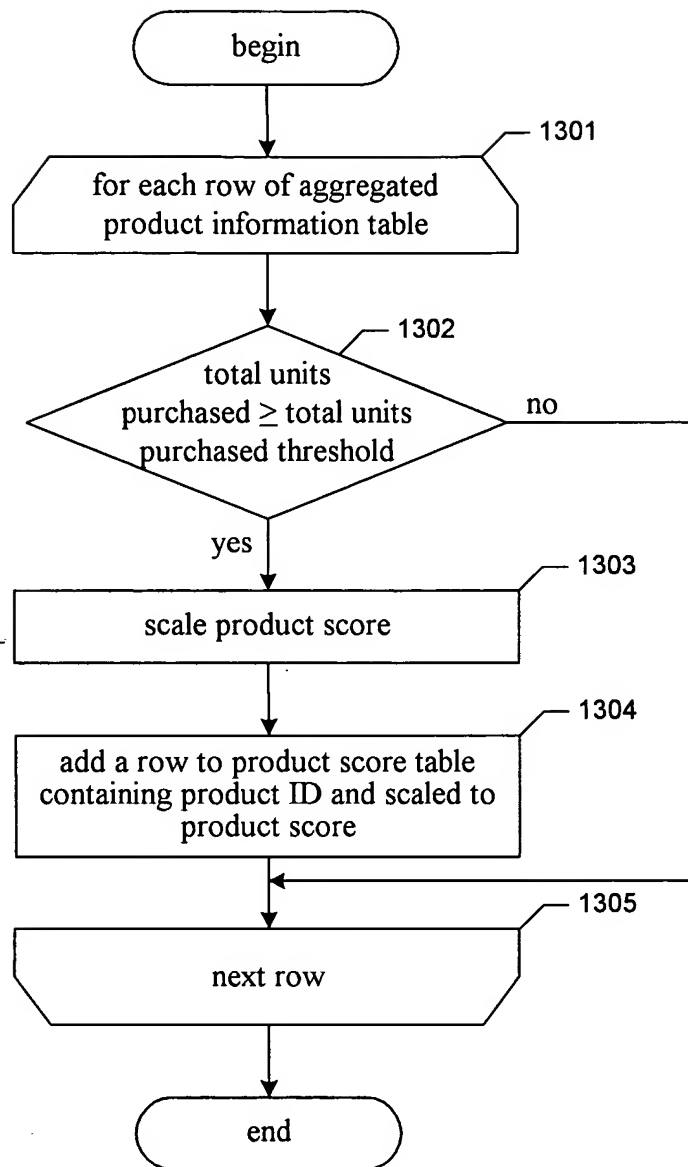 begin
1301
for each row of aggregated
product information table
1302
total units
purchased ≥ total units
purchased threshold
no
yes
1303
scale product score
1304
add a row to product score table
containing product ID and scaled to
product score
1305
next row
end